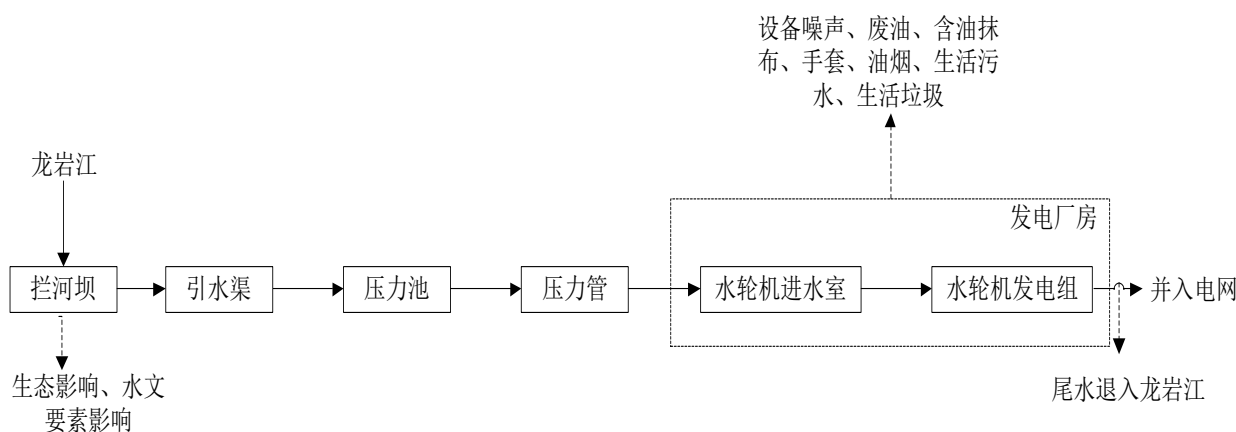 设备噪声、废油、含油抹
布、手套、油烟、生活污
水、生活垃圾
龙岩江
发电厂房
拦河坝
引水渠
压力池
压力管
水轮机进水室
水轮机发电组
并入电网
生态影响、水文
要素影响
尾水退入龙岩江